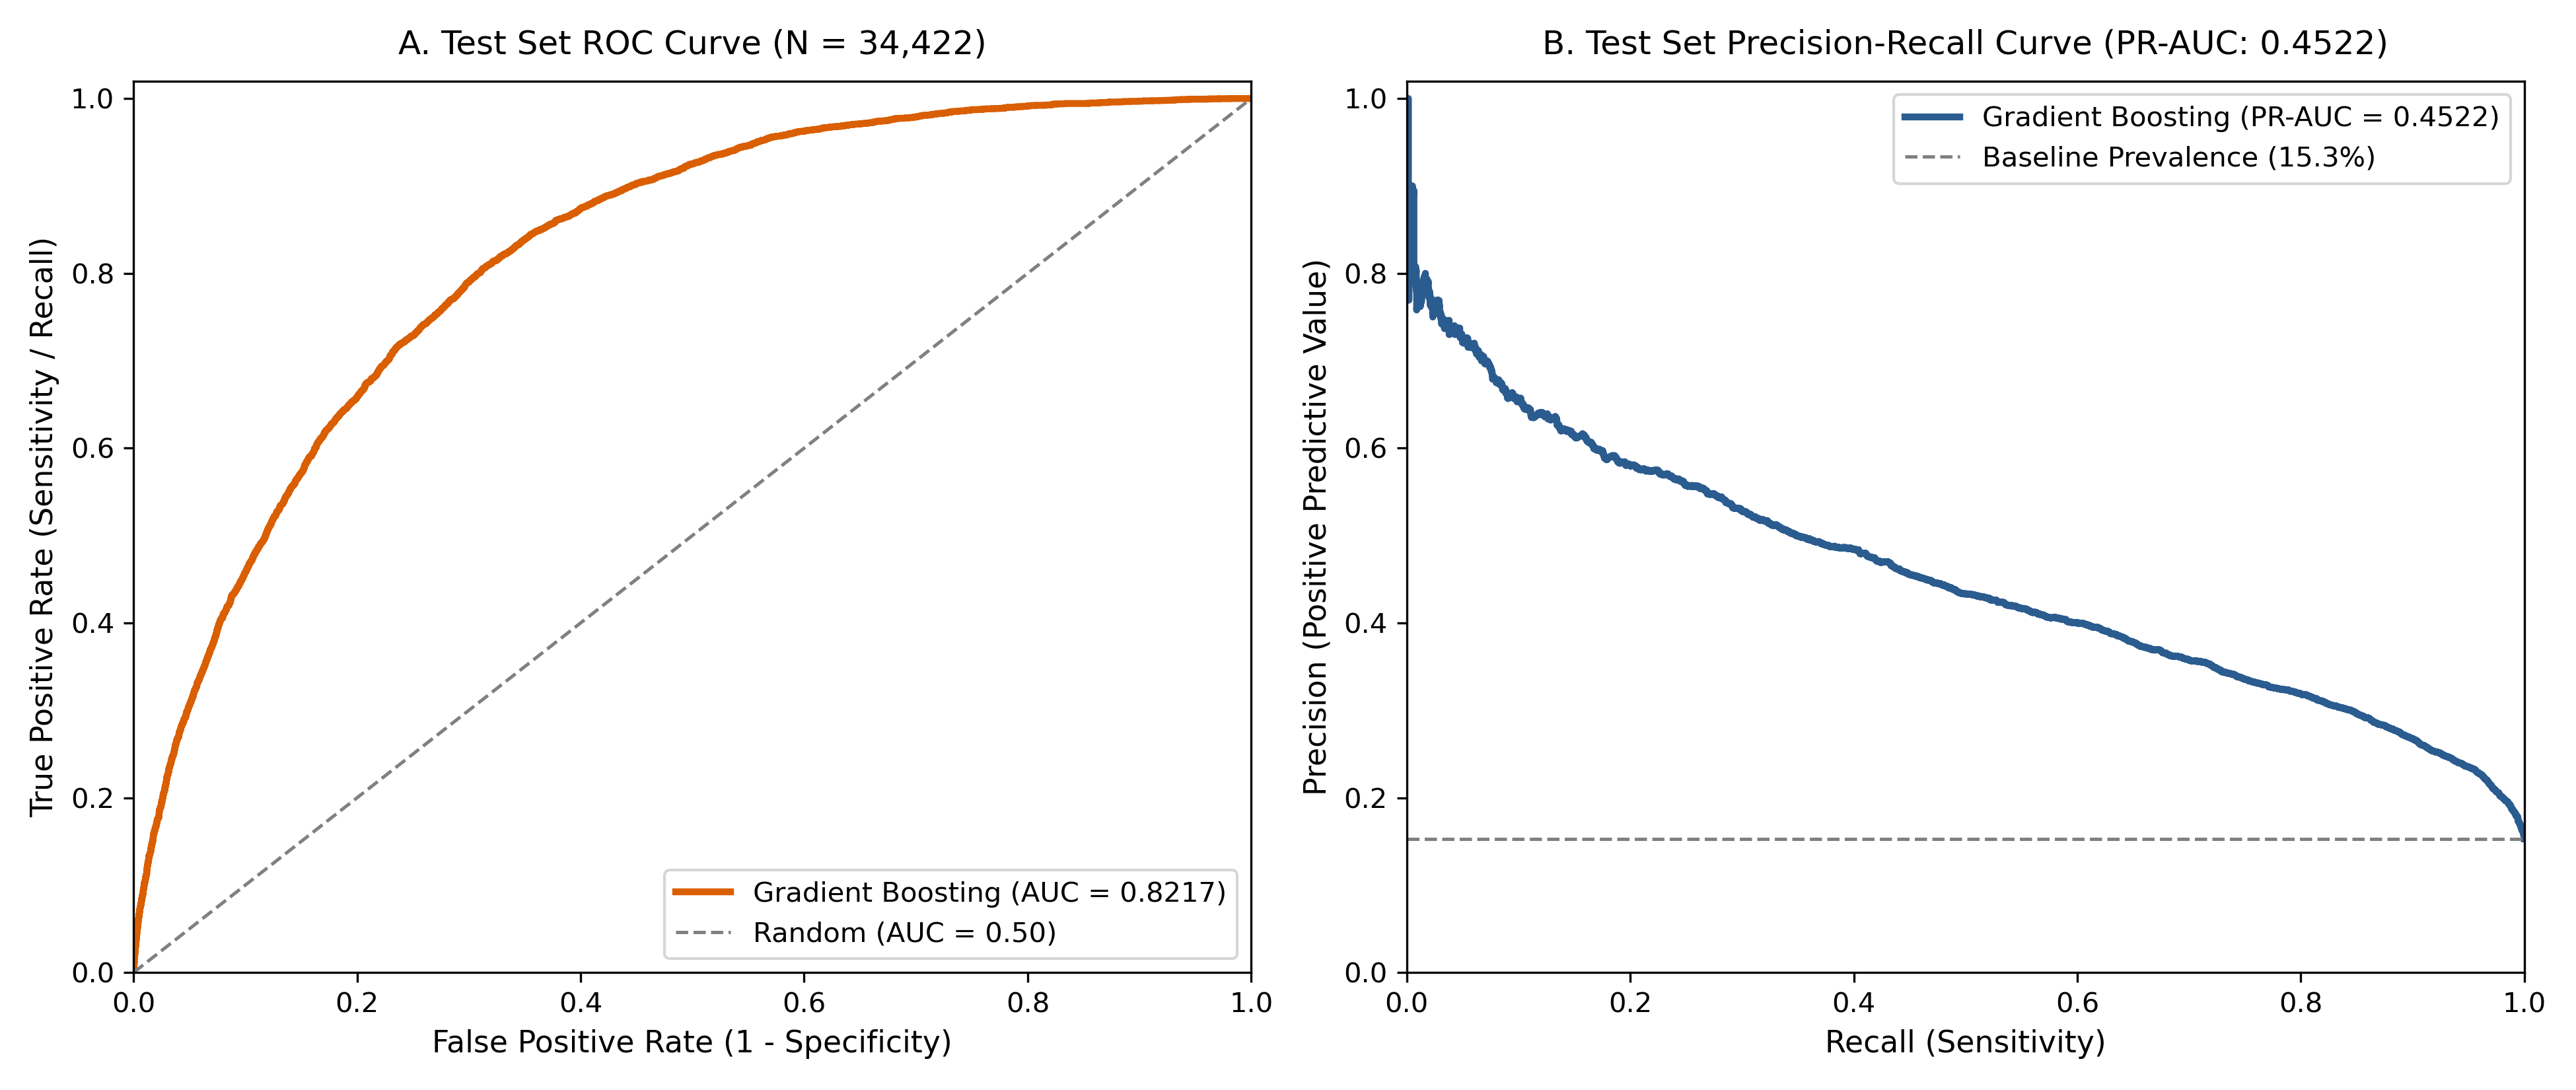 A. Test Set ROC Curve (N = 34,422)
True Positive Rate (Sensitivity / Recall)
1.0
0.8
0.6
0.4
0.2
0.0
Gradient Boosting (AUC = 0.8217)
Random (AUC = 0.50)
0.0 0.2 0.4 0.6 0.8 1.0
False Positive Rate (1 - Specificity)
B. Test Set Precision-Recall Curve (PR-AUC: 0.4522)
Precision (Positive Predictive Value)
1.0
0.8
0.6
0.4
0.2
0.0
Gradient Boosting (PR-AUC = 0.4522)
Baseline Prevalence (15.3%)
0.0 0.2 0.4 0.6 0.8 1.0
Recall (Sensitivity)